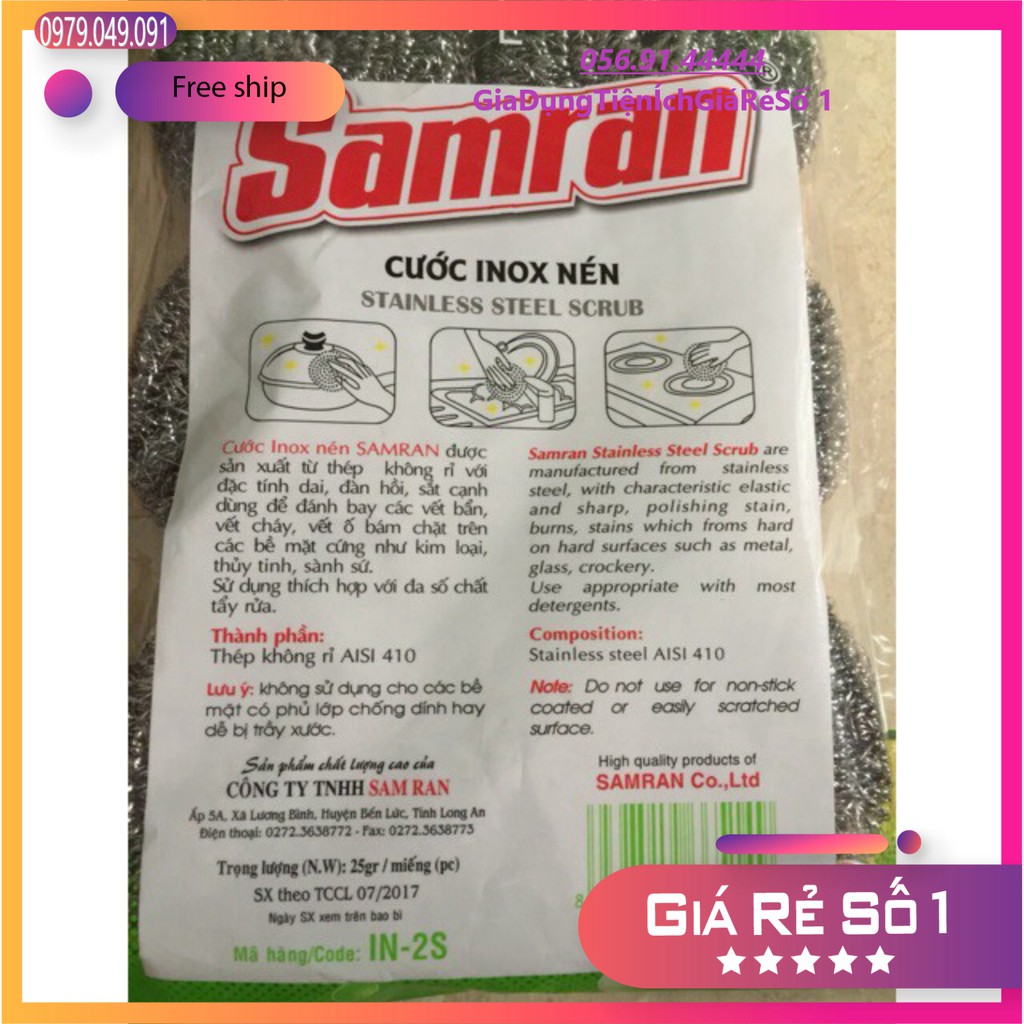 0979.049.091
Free ship
056.91.44444
GiaDụngTiệnÍchGiáRẻSố 1
Samran®
CƯỚC INOX NÉN
STAINLESS STEEL SCRUB
Cước Inox nén SAMRAN được
sản xuất từ thép không rỉ với
đặc tính dai, đàn hồi, sắt cạnh
dùng để đánh bay các vết bẩn,
vết cháy, vết ố bám chặt trên
các bề mặt cứng như kim loại,
thủy tinh, sành sứ.
Sử dụng thích hợp với đa số chất
tẩy rửa.
Thành phần:
Thép không rỉ AISI 410
Lưu ý: không sử dụng cho các bề
mặt có phủ lớp chống dính hay
dễ bị trầy xước.
Samran Stainless Steel Scrub are
manufactured from stainless
steel, with characteristic elastic
and sharp, polishing stain,
burns, stains which froms hard
on hard surfaces such as metal,
glass, crockery.
Use appropriate with most
detergents.
Composition:
Stainless steel AISI 410
Note: Do not use for non-stick
coated or easily scratched
surface.
Sản phẩm chất lượng cao của
CÔNG TY TNHH SAM RAN
Ấp 5A, Xã Lương Bình, Huyện Bến Lức, Tỉnh Long An
Điện thoại: 0272.3638772 - Fax: 0272.3638773
Trọng lượng (N.W): 25gr / miếng (pc)
SX theo TCCL 07/2017
Ngày SX xem trên bao bì
Mã hàng/Code: IN-2S
High quality products of
SAMRAN Co.,Ltd
8
GIÁ RẺ SỐ 1